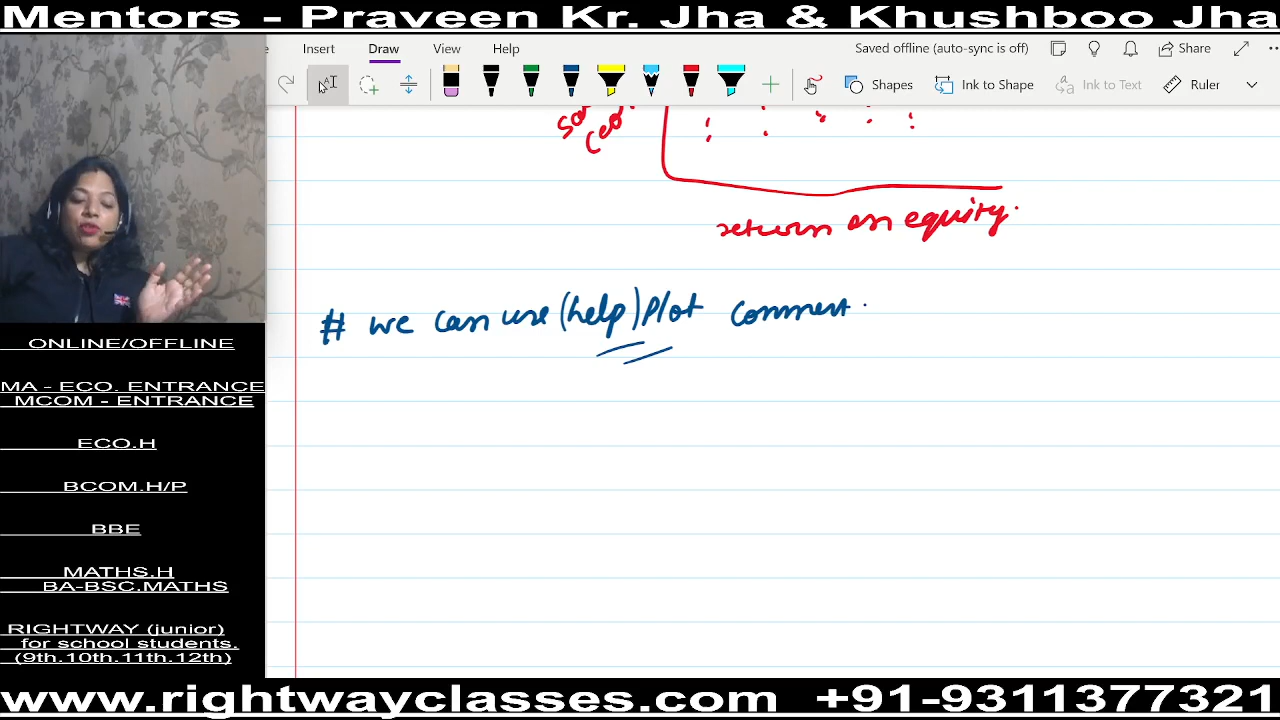 Mentors - Praveen Kr. Jha & Khushboo Jha
Insert Draw View Help
Saved offline (auto-sync is off) Share
Shapes Ink to Shape Ink to Text Ruler
return on equity.
# we can use (help) plot comment.
ONLINE/OFFLINE
MA - ECO. ENTRANCE
MCOM - ENTRANCE
ECO.H
BCOM.H/P
BBE
MATHS.H
BA-BSC.MATHS
RIGHTWAY (junior)
for school students.
(9th.10th.11th.12th)
www.rightwayclasses.com +91-9311377321